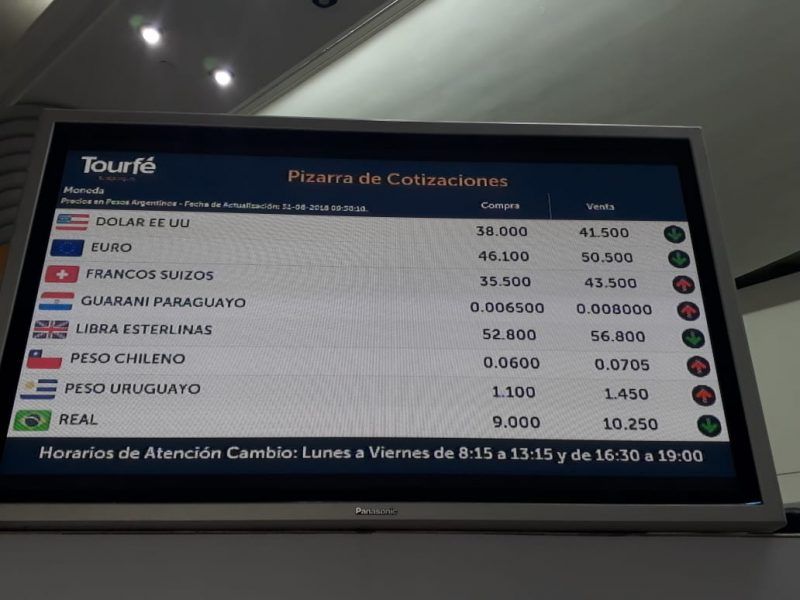 Tourfé
Pizarra de Cotizaciones
Moneda
Precios en Pesos Argentinos - Fecha de Actualización: 31-08-2018 09:50:10. Compra Venta
DOLAR EE UU 38.000 41.500
EURO 46.100 50.500
FRANCOS SUIZOS 35.500 43.500
GUARANI PARAGUAYO 0.006500 0.008000
LIBRA ESTERLINAS 52.800 56.800
PESO CHILENO 0.0600 0.0705
PESO URUGUAYO 1.100 1.450
REAL 9.000 10.250
Horarios de Atención Cambio: Lunes a Viernes de 8:15 a 13:15 y de 16:30 a 19:00
Panasonic